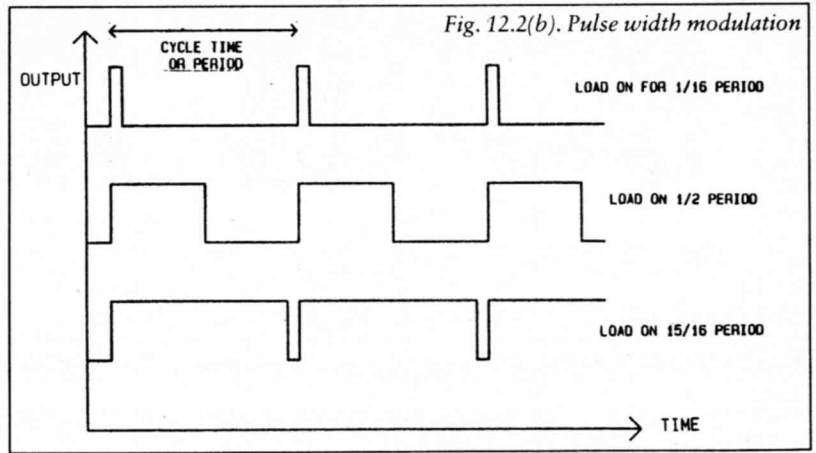 Fig. 12.2(b). Pulse width modulation
CYCLE TIME
OR PERIOD
OUTPUT
LOAD ON FOR 1/16 PERIOD
LOAD ON 1/2 PERIOD
LOAD ON 15/16 PERIOD
TIME